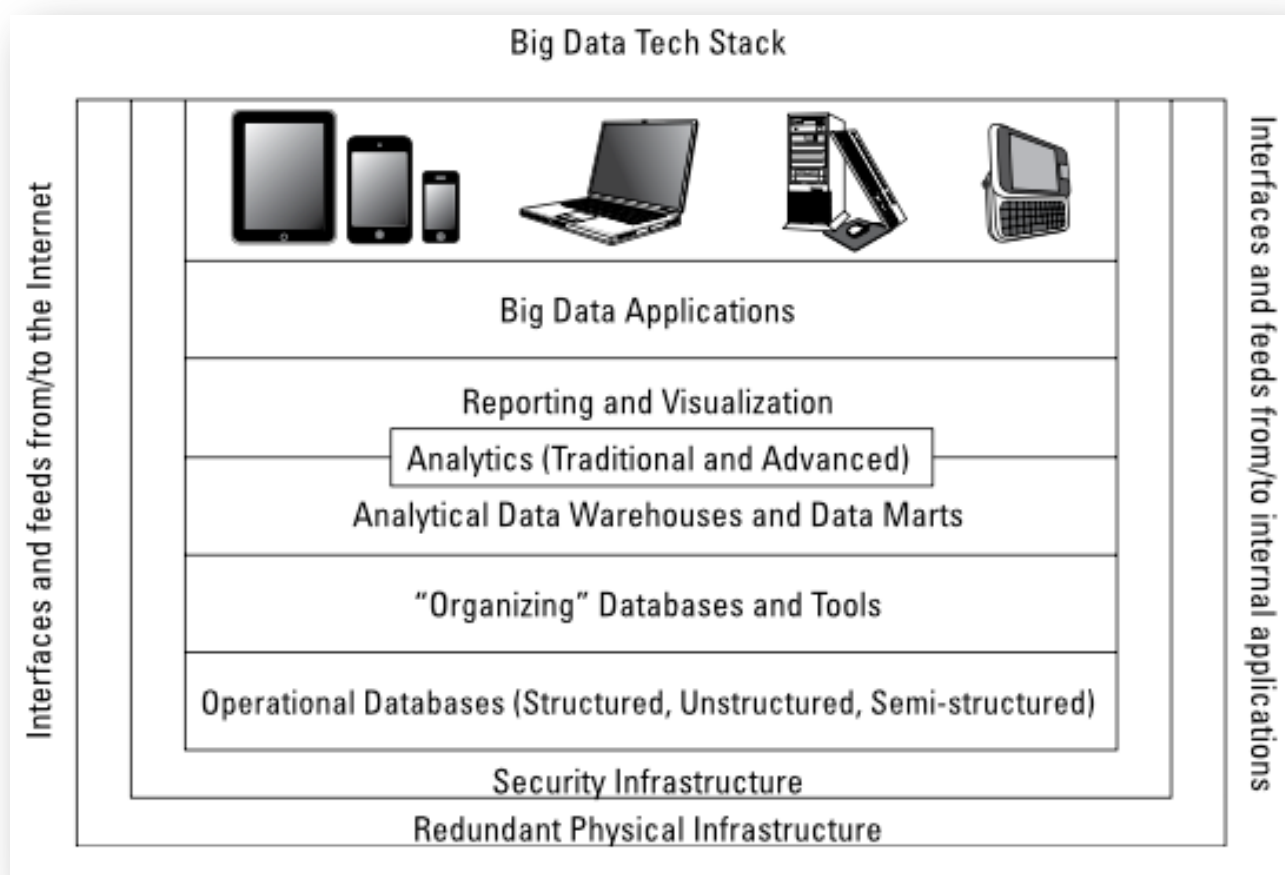 Big Data Tech Stack
Interfaces and feeds from/to the Internet
Big Data Applications
Reporting and Visualization
Analytics (Traditional and Advanced)
Analytical Data Warehouses and Data Marts
“Organizing” Databases and Tools
Operational Databases (Structured, Unstructured, Semi-structured)
Security Infrastructure
Redundant Physical Infrastructure
Interfaces and feeds from/to internal applications